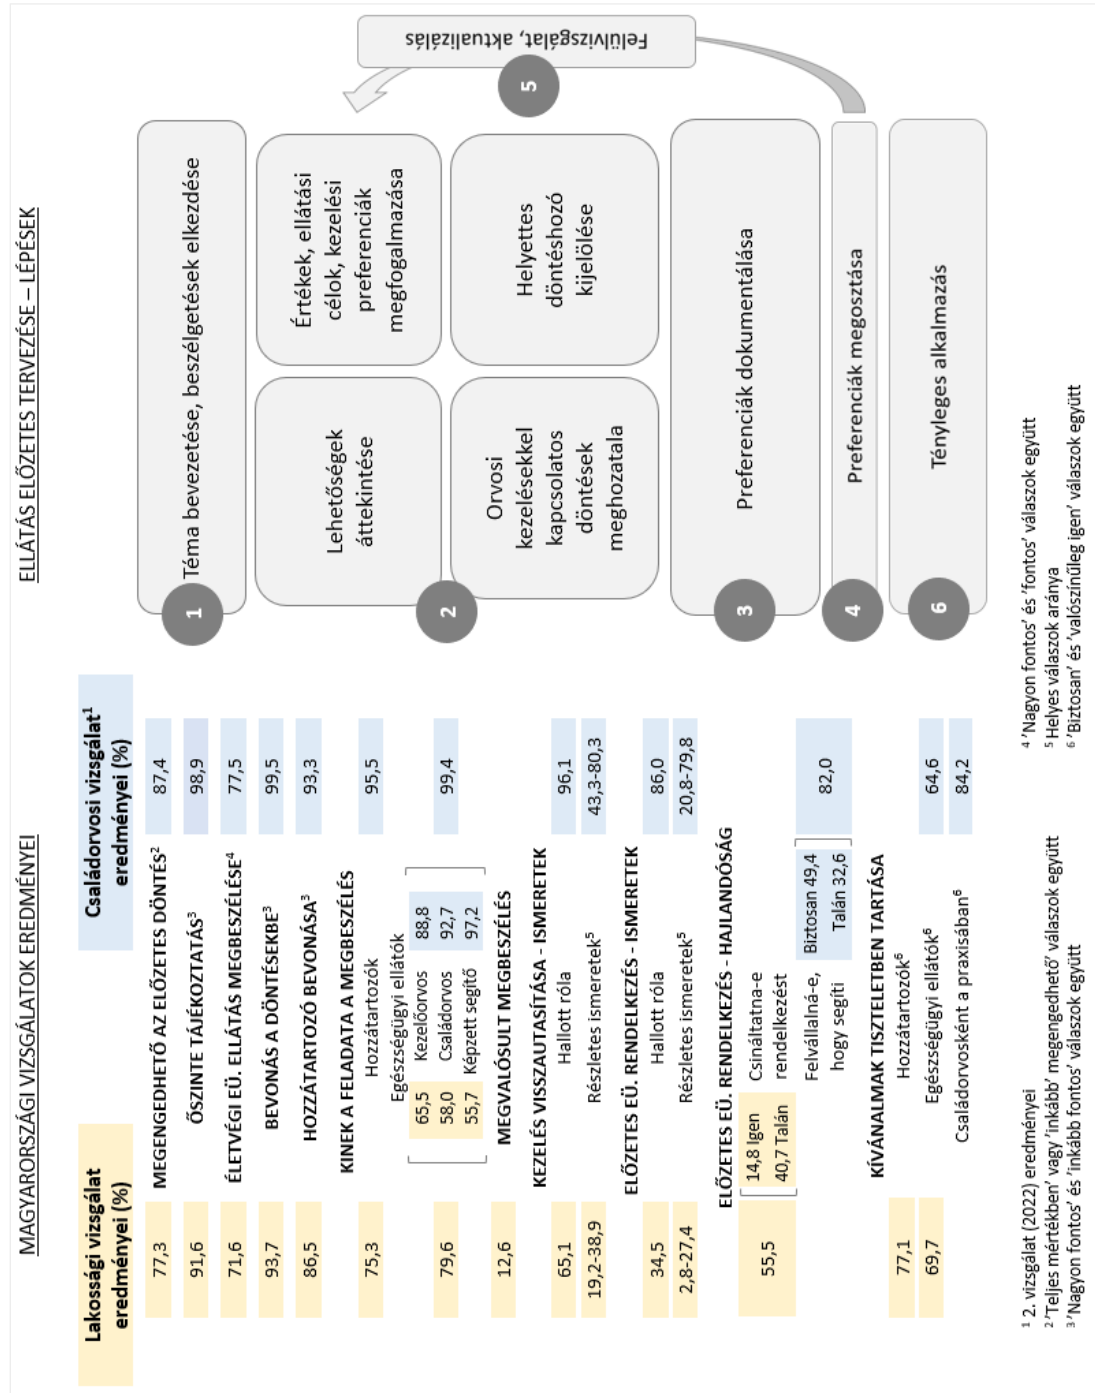 MAGYARORSZÁGI VIZSGÁLATOK EREDMÉNYEI
Lakossági vizsgálat
eredményei (%)
Családorvosi vizsgálat¹
eredményei (%)
77,3 MEGENGEDHETŐ AZ ELŐZETES DÖNTÉS² 87,4
91,6 ŐSZINTE TÁJÉKOZTATÁS³ 98,9
71,6 ÉLETVÉGI EÜ. ELLÁTÁS MEGBESZÉLÉSE⁴ 77,5
93,7 BEVONÁS A DÖNTÉSEKBE³ 99,5
86,5 HOZZÁTARTOZÓ BEVONÁSA³ 93,3
KINEK A FELADATA A MEGBESZÉLÉS
75,3 Hozzátartozók 95,5
Egészségügyi ellátók
65,5 Kezelőorvos 88,8
79,6 58,0 Családorvos 92,7 99,4
55,7 Képzett segítő 97,2
12,6 MEGVALÓSULT MEGBESZÉLÉS
KEZELÉS VISSZAUTASÍTÁSA - ISMERETEK
65,1 Hallott róla 96,1
19,2-38,9 Részletes ismeretek⁵ 43,3-80,3
ELŐZETES EÜ. RENDELKEZÉS - ISMERETEK
34,5 Hallott róla 86,0
2,8-27,4 Részletes ismeretek⁵ 20,8-79,8
ELŐZETES EÜ. RENDELKEZÉS - HAJLANDÓSÁG
14,8 Igen Csináltatna-e
55,5
40,7 Talán rendelkezést
Felvállalná-e, Biztosan 49,4
82,0
hogy segíti Talán 32,6
KÍVÁNALMAK TISZTELETBEN TARTÁSA
77,1 Hozzátartozók⁶
69,7 Egészségügyi ellátók⁶ 64,6
Családorvosként a praxisában⁶ 84,2
¹ 2. vizsgálat (2022) eredményei
² 'Teljes mértékben' vagy 'inkább' megengedhető' válaszok együtt
³ 'Nagyon fontos' és 'inkább fontos' válaszok együtt
⁴ 'Nagyon fontos' és 'fontos' válaszok együtt
⁵ Helyes válaszok aránya
⁶ 'Biztosan' és 'valószínűleg igen' válaszok együtt
ELLÁTÁS ELŐZETES TERVEZÉSE – LÉPÉSEK
1
Téma bevezetése, beszélgetések elkezdése
2
Lehetőségek
áttekintése
Értékek, ellátási
célok, kezelési
preferenciák
megfogalmazása
Orvosi
kezelésekkel
kapcsolatos
döntések
meghozatala
Helyettes
döntéshozó
kijelölése
3
Preferenciák dokumentálása
4
Preferenciák megosztása
5
Felülvizsgálat, aktualizálás
6
Tényleges alkalmazás